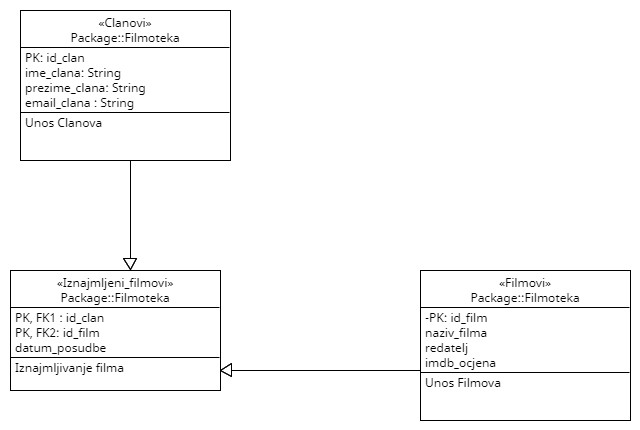 «Clanovi»
Package::Filmoteka
PK: id_clan
ime_clana: String
prezime_clana: String
email_clana : String
Unos Clanova
«Iznajmljeni_filmovi»
Package::Filmoteka
PK, FK1 : id_clan
PK, FK2: id_film
datum_posudbe
Iznajmljivanje filma
«Filmovi»
Package::Filmoteka
-PK: id_film
naziv_filma
redatelj
imdb_ocjena
Unos Filmova